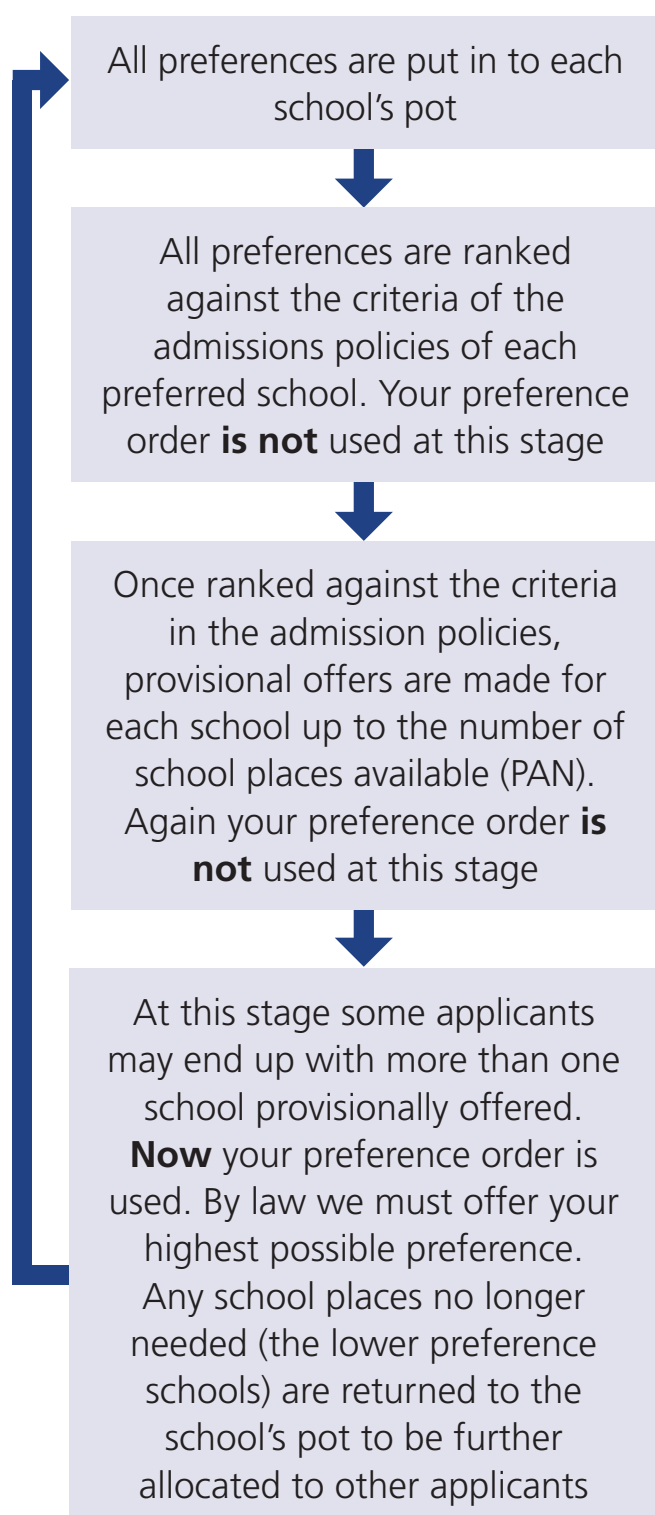 All preferences are put in to each
school’s pot
All preferences are ranked
against the criteria of the
admissions policies of each
preferred school. Your preference
order is not used at this stage
Once ranked against the criteria
in the admission policies,
provisional offers are made for
each school up to the number of
school places available (PAN).
Again your preference order is
not used at this stage
At this stage some applicants
may end up with more than one
school provisionally offered.
Now your preference order is
used. By law we must offer your
highest possible preference.
Any school places no longer
needed (the lower preference
schools) are returned to the
school’s pot to be further
allocated to other applicants